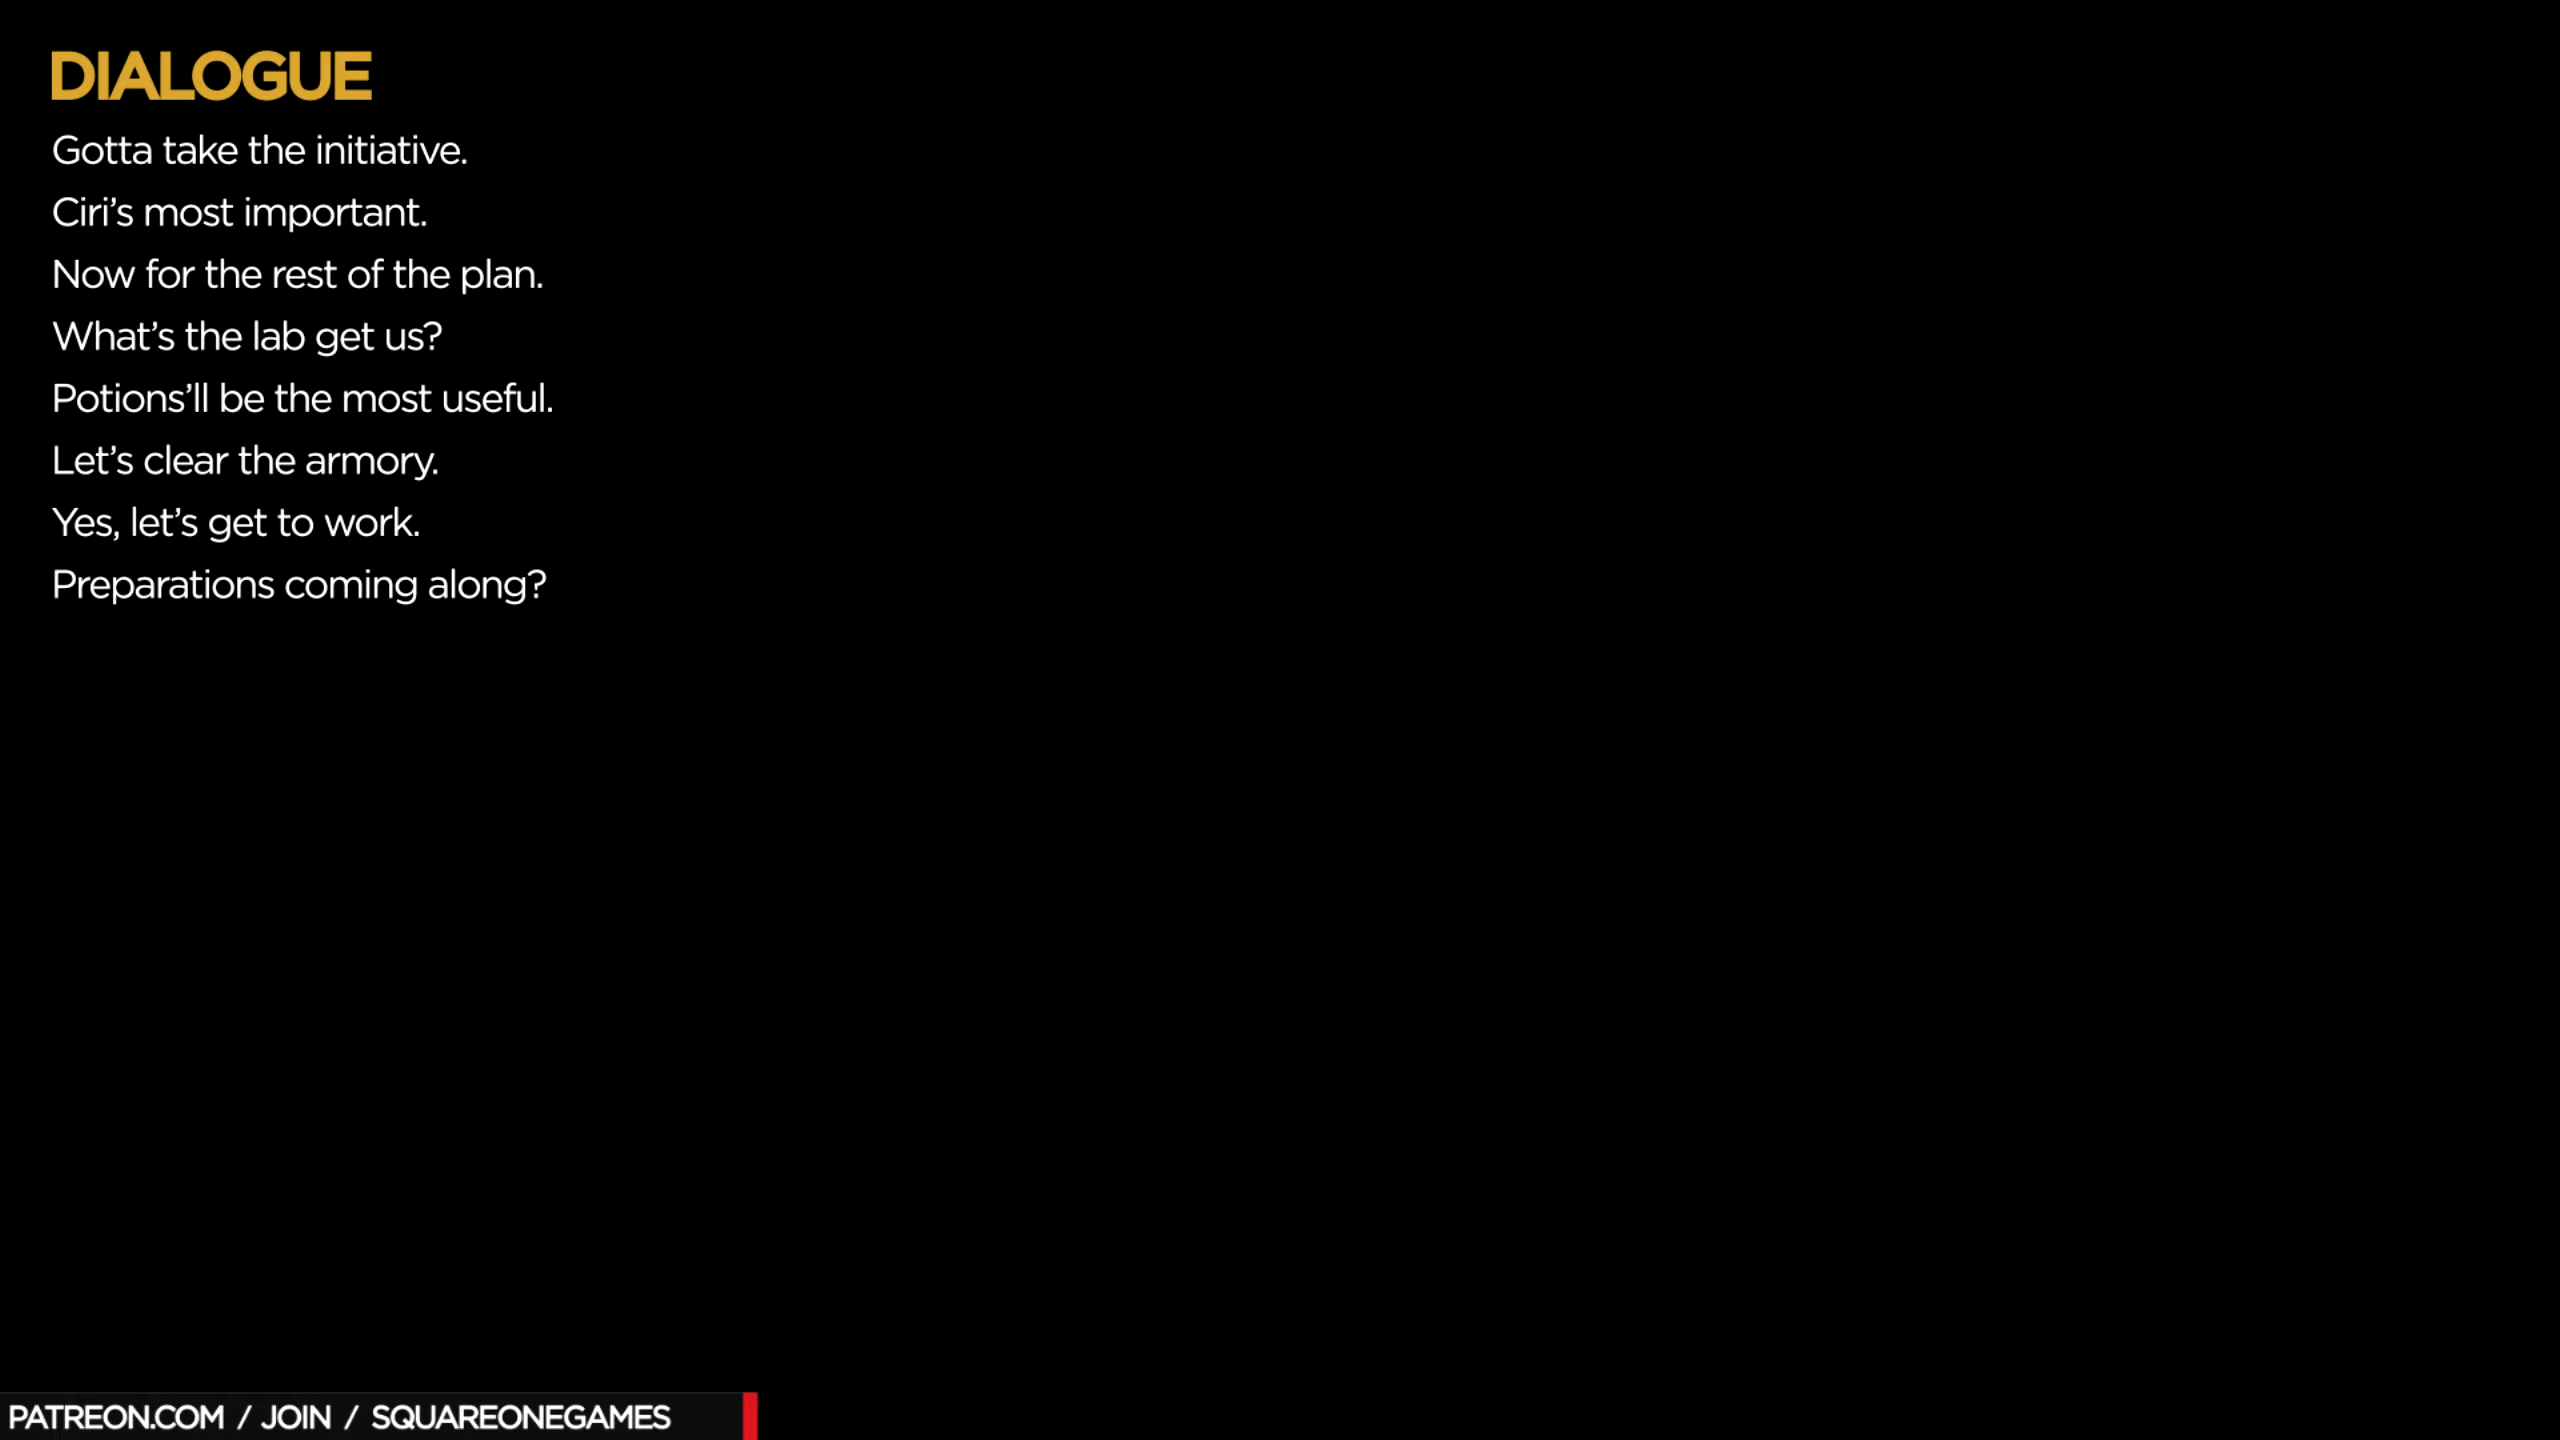 DIALOGUE
Gotta take the initiative.
Ciri’s most important.
Now for the rest of the plan.
What’s the lab get us?
Potions’ll be the most useful.
Let’s clear the armory.
Yes, let’s get to work.
Preparations coming along?
PATREON.COM / JOIN / SQUAREONEGAMES